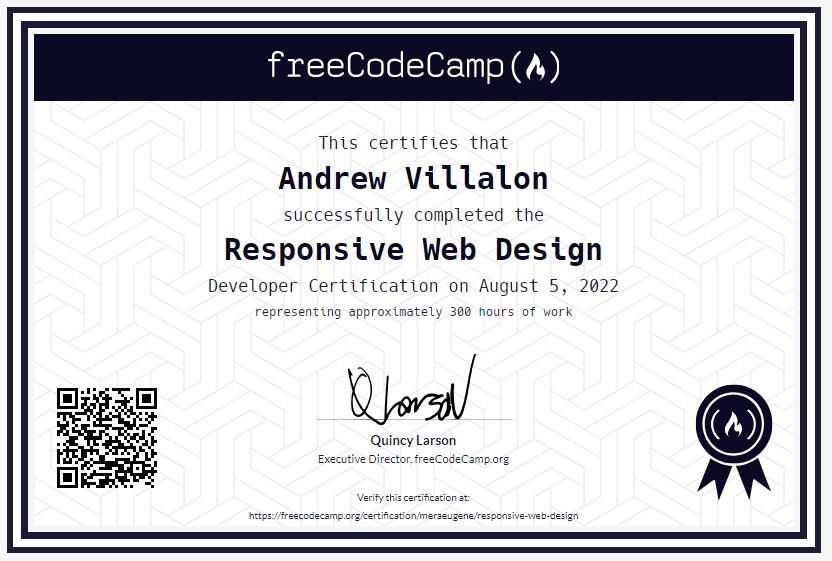 freeCodeCamp(🔥)
This certifies that
Andrew Villalon
successfully completed the
Responsive Web Design
Developer Certification on August 5, 2022
representing approximately 300 hours of work
QLarson
Quincy Larson
Executive Director, freeCodeCamp.org
Verify this certification at:
https://freecodecamp.org/certification/meraeugene/responsive-web-design